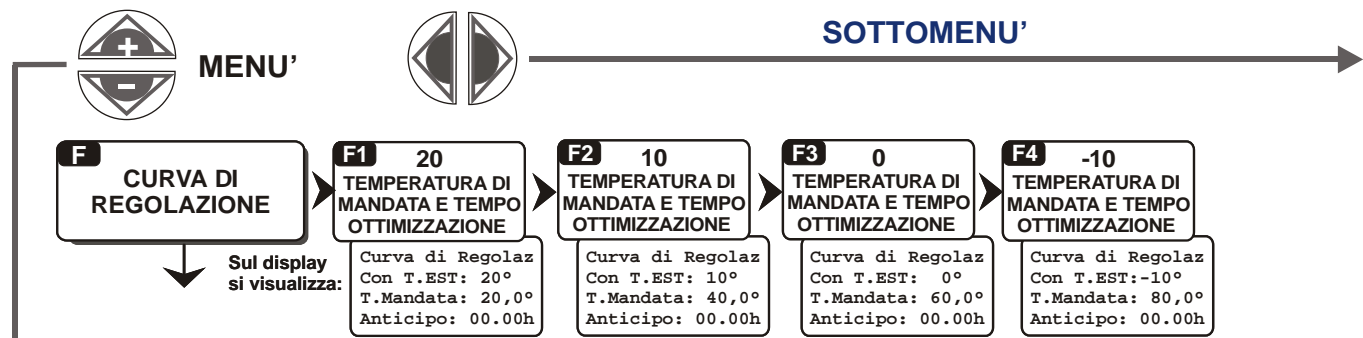 +
-
MENU’
SOTTOMENU’
F
CURVA DI
REGOLAZIONE
Sul display
si visualizza:
F1
20
TEMPERATURA DI
MANDATA E TEMPO
OTTIMIZZAZIONE
Curva di Regolaz
Con T.EST: 20°
T.Mandata: 20,0°
Anticipo: 00.00h
F2
10
TEMPERATURA DI
MANDATA E TEMPO
OTTIMIZZAZIONE
Curva di Regolaz
Con T.EST: 10°
T.Mandata: 40,0°
Anticipo: 00.00h
F3
0
TEMPERATURA DI
MANDATA E TEMPO
OTTIMIZZAZIONE
Curva di Regolaz
Con T.EST:  0°
T.Mandata: 60,0°
Anticipo: 00.00h
F4
-10
TEMPERATURA DI
MANDATA E TEMPO
OTTIMIZZAZIONE
Curva di Regolaz
Con T.EST:-10°
T.Mandata: 80,0°
Anticipo: 00.00h